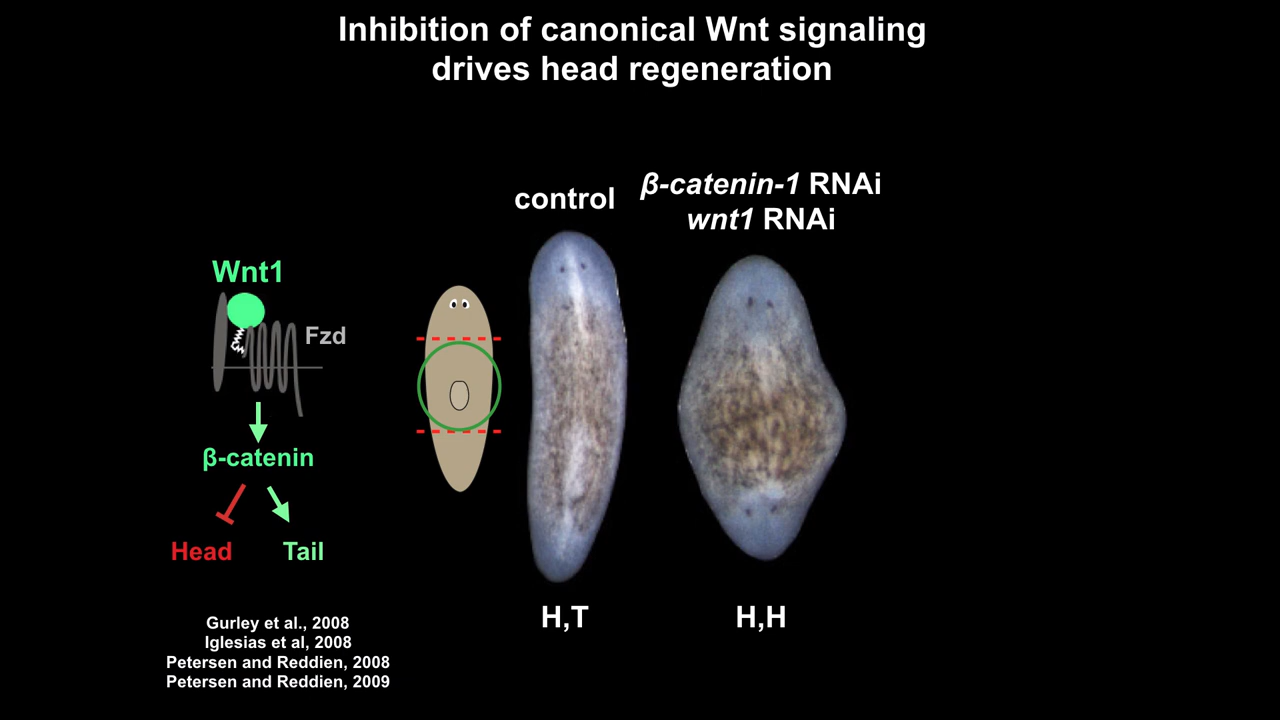 Inhibition of canonical Wnt signaling
drives head regeneration
control
β-catenin-1 RNAi
wnt1 RNAi
Wnt1
Fzd
β-catenin
Head
Tail
H,T
H,H
Gurley et al., 2008
Iglesias et al, 2008
Petersen and Reddien, 2008
Petersen and Reddien, 2009